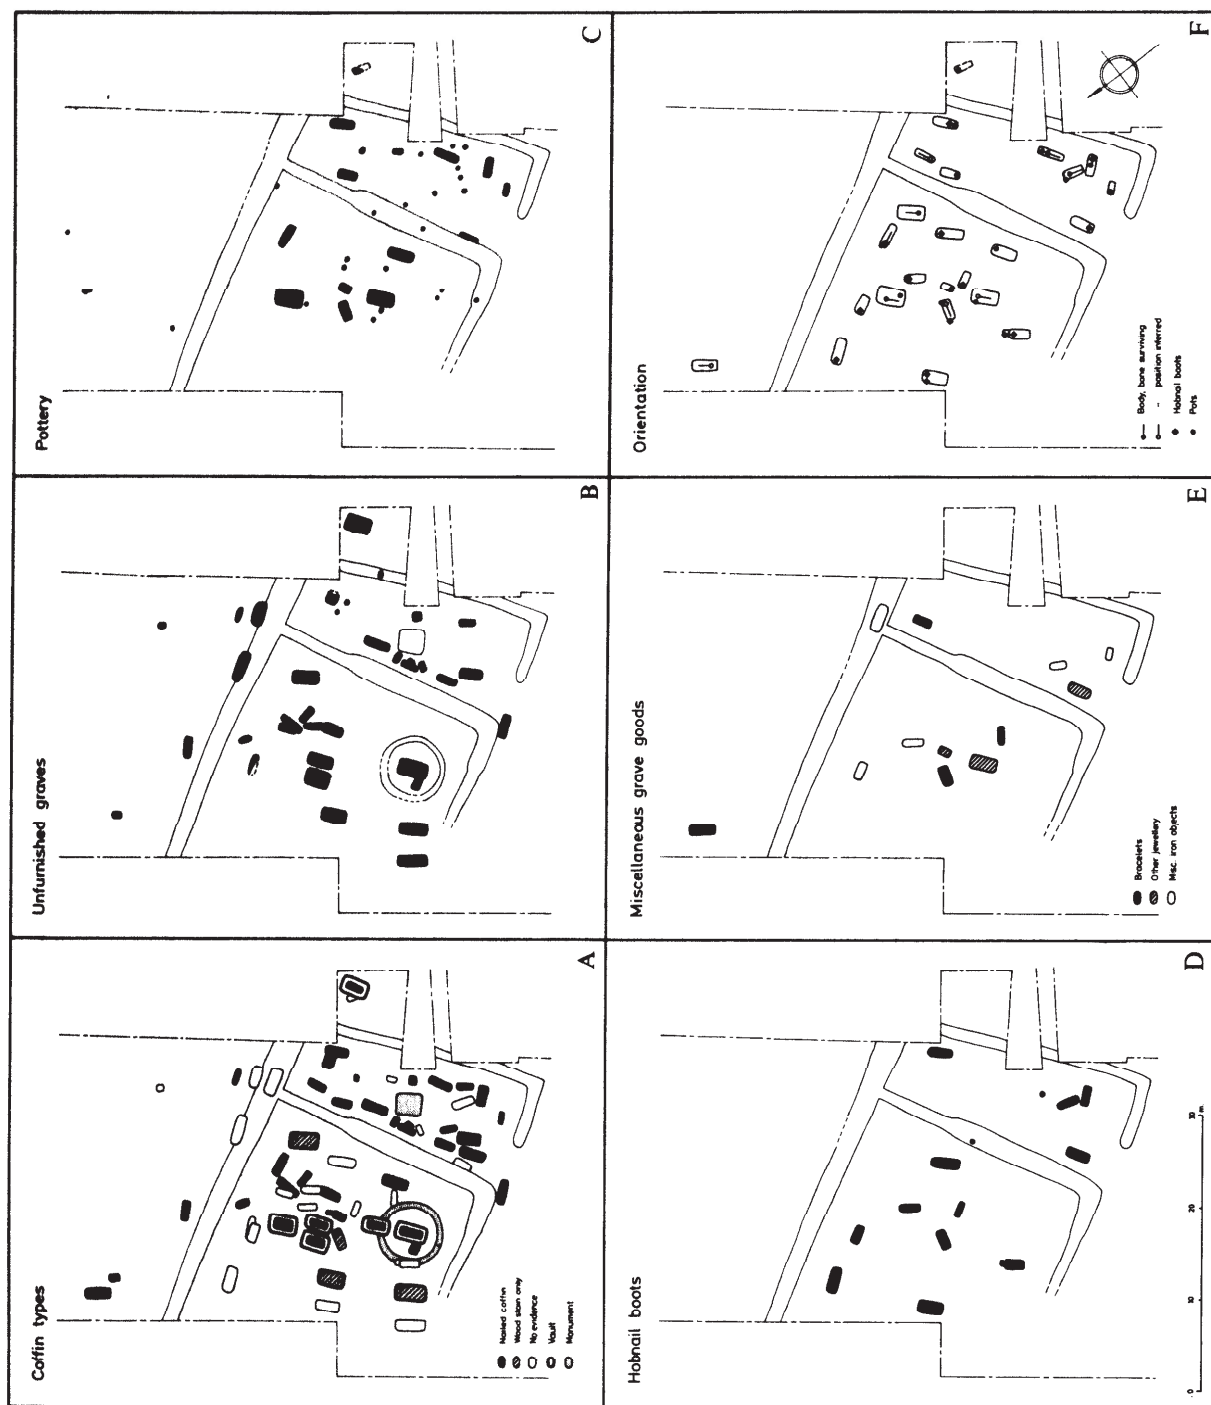 Coffin types
Nailed coffin
Wood stain only
No evidence
Vault
Monument
A
Unfurnished graves
B
Pottery
C
Hobnail boots
0
10
20
30
m.
D
Miscellaneous grave goods
Bracelets
Other jewellery
Misc. iron objects
E
Orientation
Body, bone surviving
" position inferred
Hobnail boots
Pots
F